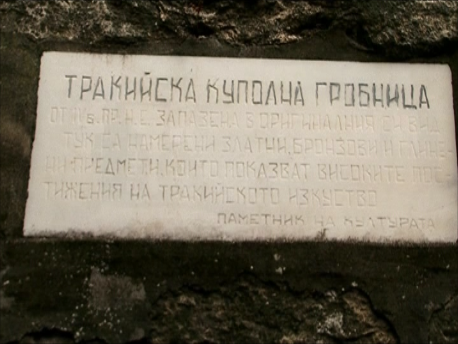 ТРАКИЙСКА КУПОЛНА ГРОБНИЦА
ОТ В. ПР. Н. Е. ЗАПАЗЕНА В ОРИГИНАЛНИЯ СИ ВИД
ТУК СА НАМЕРЕНИ ЗЛАТНИ, БРОНЗОВИ И ГЛИНЕ-
НИ ПРЕДМЕТИ, КОИТО ПОКАЗВАТ ВИСОКИТЕ ПОС-
ТИЖЕНИЯ НА ТРАКИЙСКОТО ИЗКУСТВО
ПАМЕТНИК НА КУЛТУРАТА